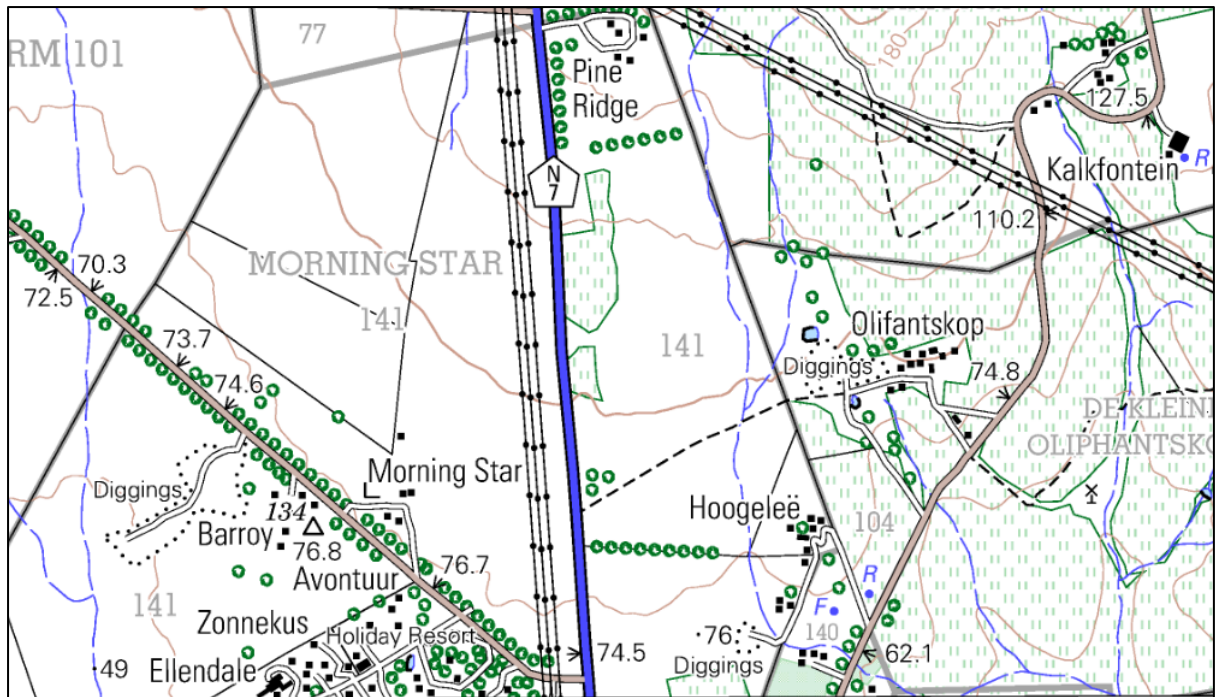 77
RM 101
180
Pine
Ridge
127.5
R
N
7
Kalkfontein
110.2
MORNING STAR
141
70.3
72.5
73.7
74.6
141
Olifantskop
Diggings
74.8
DE KLEIN
OLIPHANTSKO
Morning Star
Diggings
134
Barroy
76.8
Hoogeleë
104
Avontuur
76.7
R
F
141
Zonnekus
Holiday Resort
76
140
49
Ellendale
74.5
Diggings
62.1